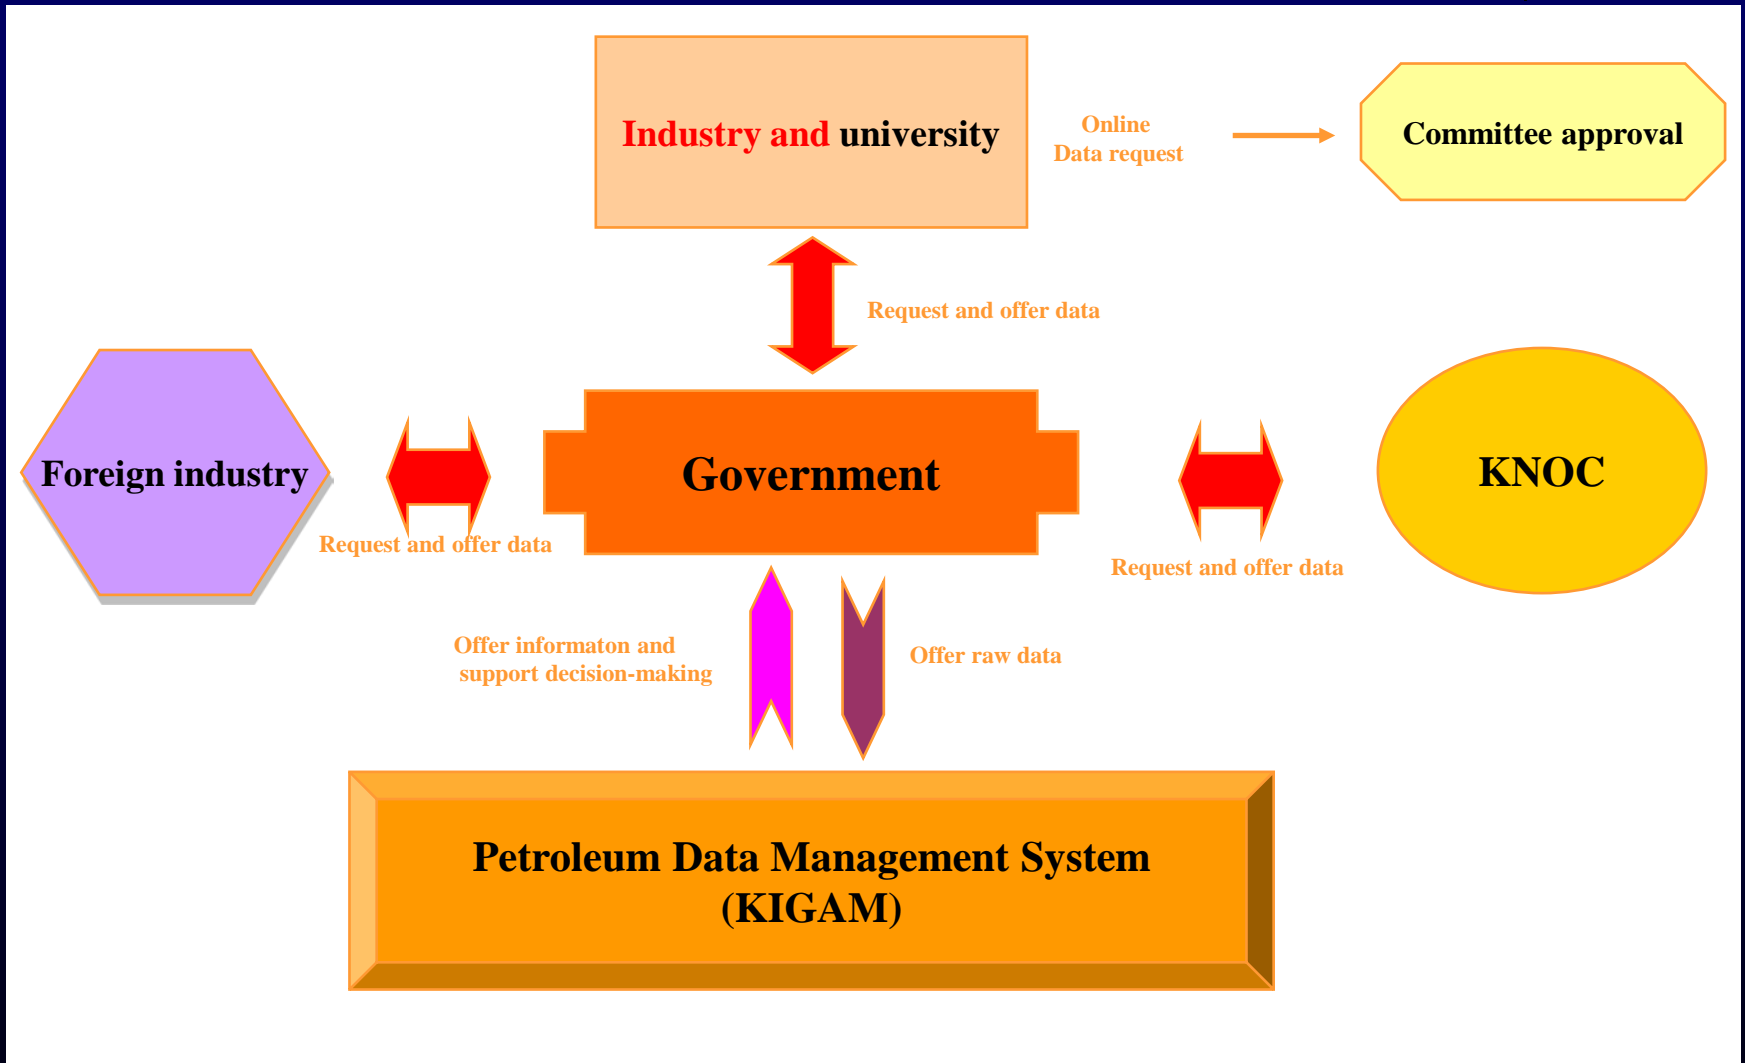 Industry and university
Online
Data request
Committee approval
Request and offer data
Foreign industry
Request and offer data
Government
Request and offer data
KNOC
Offer informaton and
support decision-making
Offer raw data
Petroleum Data Management System
(KIGAM)